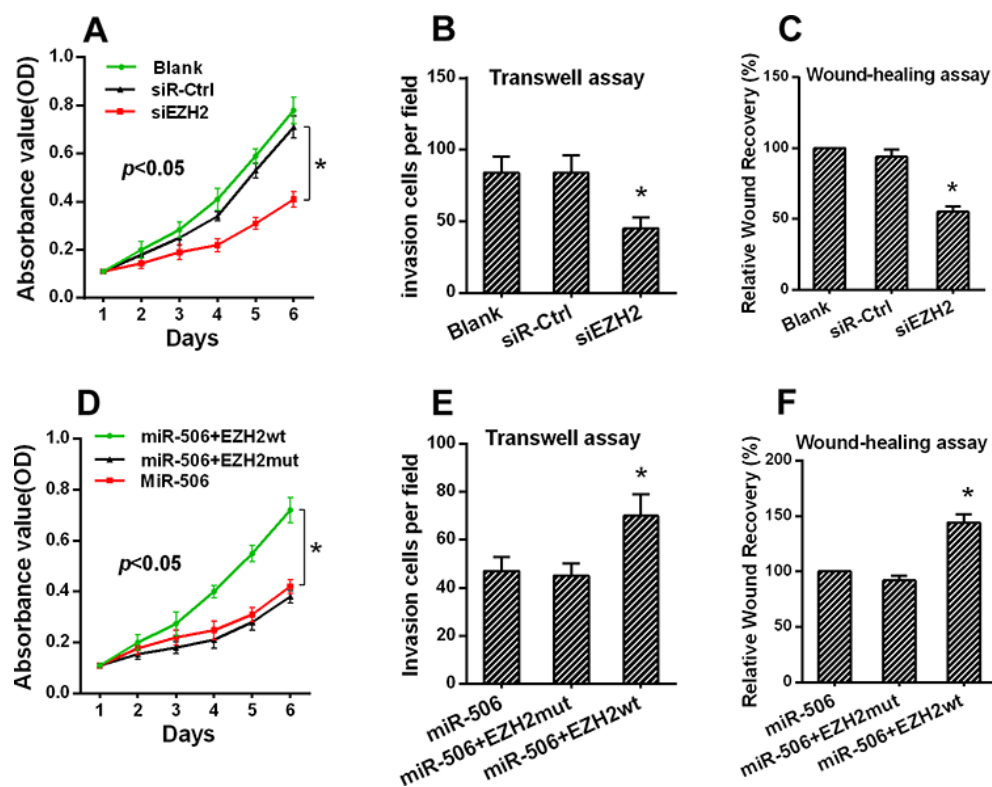 A
Blank
siR-Ctrl
siEZH2
p<0.05
*
Absorbance value(OD)
1.0
0.8
0.6
0.4
0.2
0.0
1 2 3 4 5 6
Days
B
Transwell assay
invasion cells per field
150
100
50
0
*
Blank
siR-Ctrl
siEZH2
C
Wound-healing assay
Relative Wound Recovery (%)
150
100
50
0
*
Blank
siR-Ctrl
siEZH2
D
miR-506+EZH2wt
miR-506+EZH2mut
MiR-506
p<0.05
*
Absorbance value(OD)
1.0
0.8
0.6
0.4
0.2
0.0
1 2 3 4 5 6
Days
E
Transwell assay
Invasion cells per field
100
80
60
40
20
0
*
miR-506
miR-506+EZH2mut
miR-506+EZH2wt
F
Wound-healing assay
Relative Wound Recovery (%)
200
150
100
50
0
*
miR-506
miR-506+EZH2mut
miR-506+EZH2wt